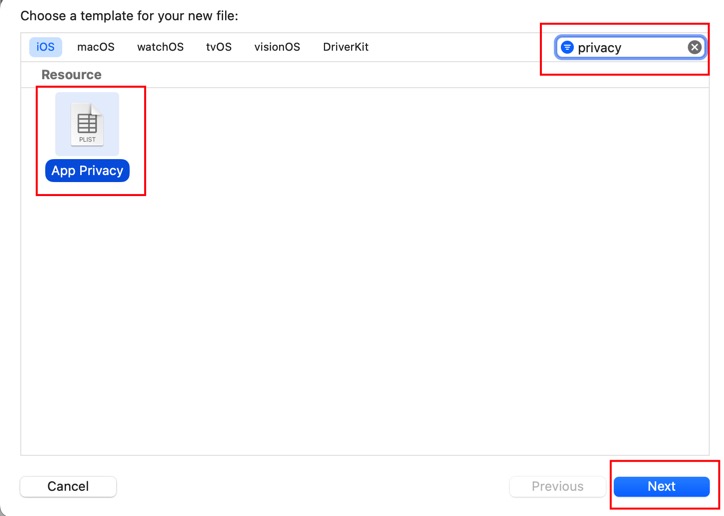 Choose a template for your new file:
iOS macOS watchOS tvOS visionOS DriverKit privacy
Resource
PLIST
App Privacy
Cancel Previous Next